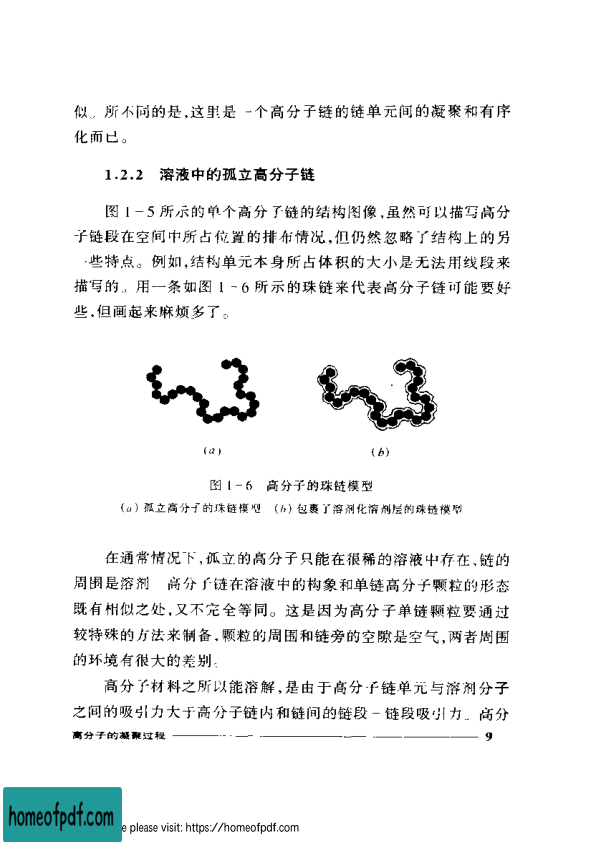 似。所不同的是,这里是一个高分子链的链单元间的凝聚和有序
化而已。
1.2.2 溶液中的孤立高分子链
图 1-5 所示的单个高分子链的结构图像,虽然可以描写高分
子链段在空间中所占位置的排布情况,但仍然忽略了结构上的另
一些特点。例如,结构单元本身所占体积的大小是无法用线段来
描写的。用一条如图 1-6 所示的珠链来代表高分子链可能要好
些,但画起来麻烦多了。
(a) (b)
图 1-6 高分子的珠链模型
(a) 孤立高分子的珠链模型 (b) 包裹了溶剂化溶剂层的珠链模型
在通常情况下,孤立的高分子只能在很稀的溶液中存在,链的
周围是溶剂 高分子链在溶液中的构象和单链高分子颗粒的形态
既有相似之处,又不完全等同。这是因为高分子单链颗粒要通过
较特殊的方法来制备,颗粒的周围和链旁的空隙是空气,两者周围
的环境有很大的差别。
高分子材料之所以能溶解,是由于高分子链单元与溶剂分子
之间的吸引力大于高分子链内和链间的链段-链段吸引力。高分
高分子的凝聚过程 9
homeofpdf.com
e please visit: https://homeofpdf.com